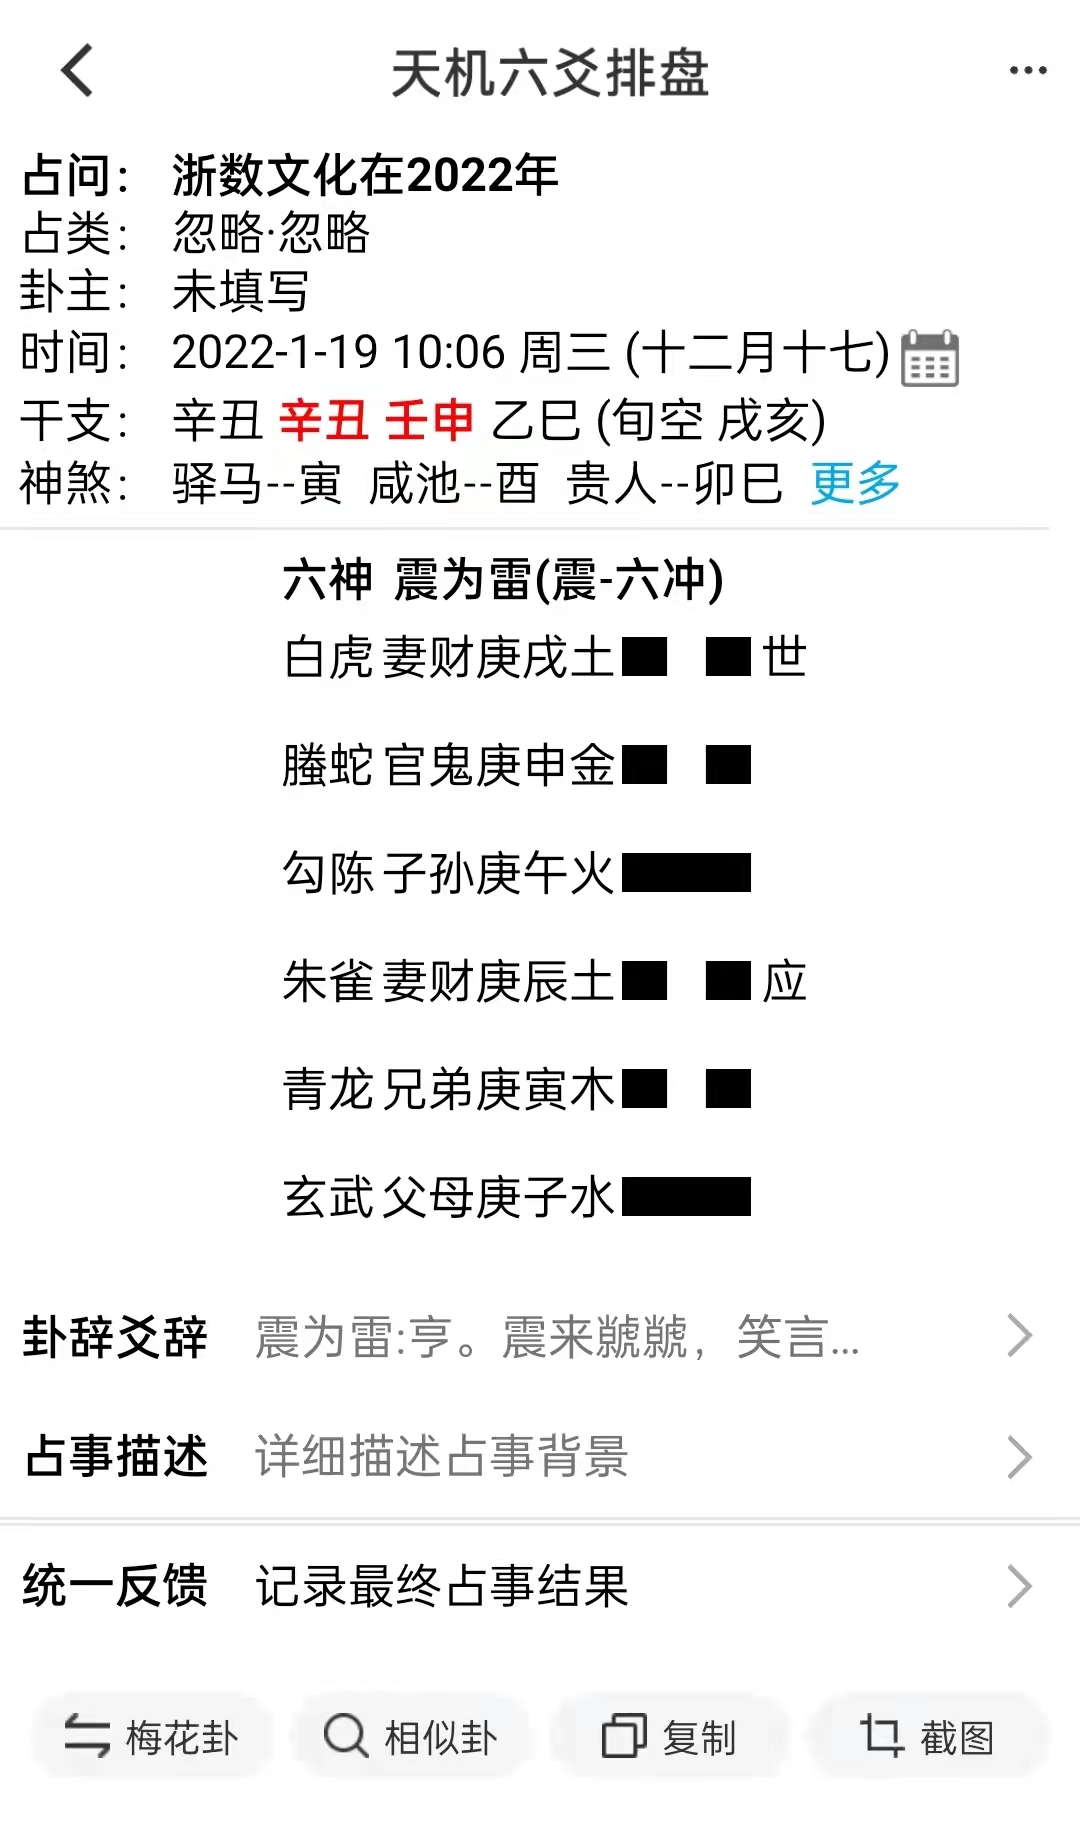 天机六爻排盘
占问： 浙数文化在2022年
占类： 忽略·忽略
卦主： 未填写
时间： 2022-1-19 10:06 周三 (十二月十七)
干支： 辛丑 辛丑 壬申 乙巳 (旬空 戌亥)
神煞： 驿马--寅 咸池--酉 贵人--卯巳 更多
六神 震为雷(震-六冲)
白虎 妻财庚戌土 世
螣蛇 官鬼庚申金
勾陈 子孙庚午火
朱雀 妻财庚辰土 应
青龙 兄弟庚寅木
玄武 父母庚子水
卦辞爻辞 震为雷:亨。震来虩虩，笑言...
占事描述 详细描述占事背景
统一反馈 记录最终占事结果
梅花卦 相似卦 复制 截图